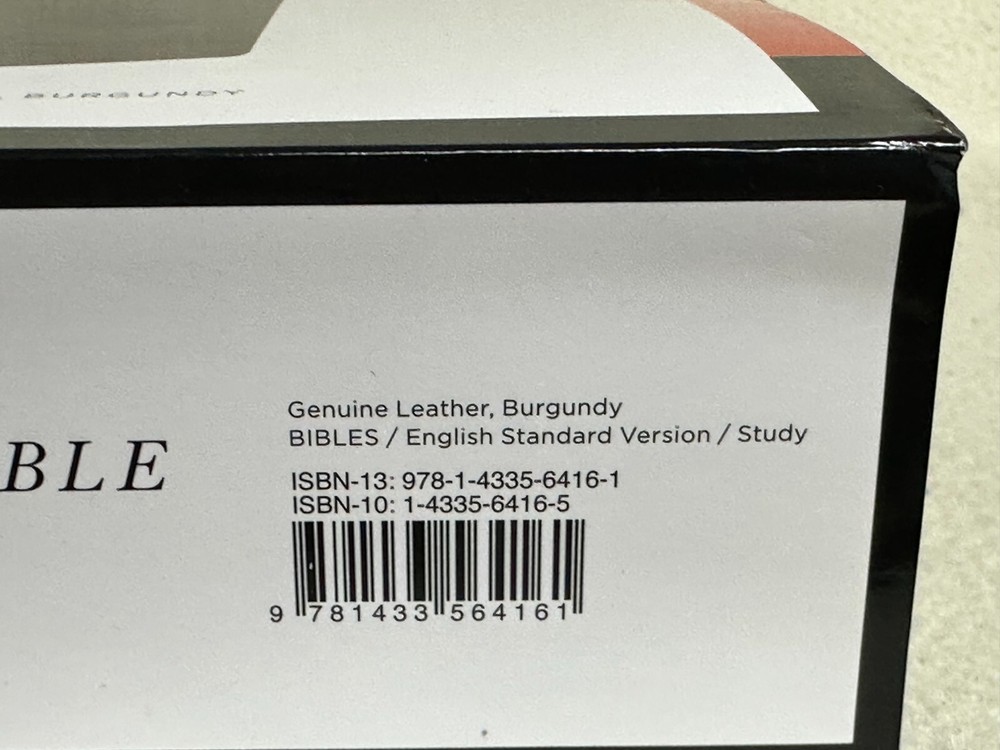 BURGUNDY
BLE
Genuine Leather, Burgundy
BIBLES / English Standard Version / Study
ISBN-13: 978-1-4335-6416-1
ISBN-10: 1-4335-6416-5
9 781433 564161